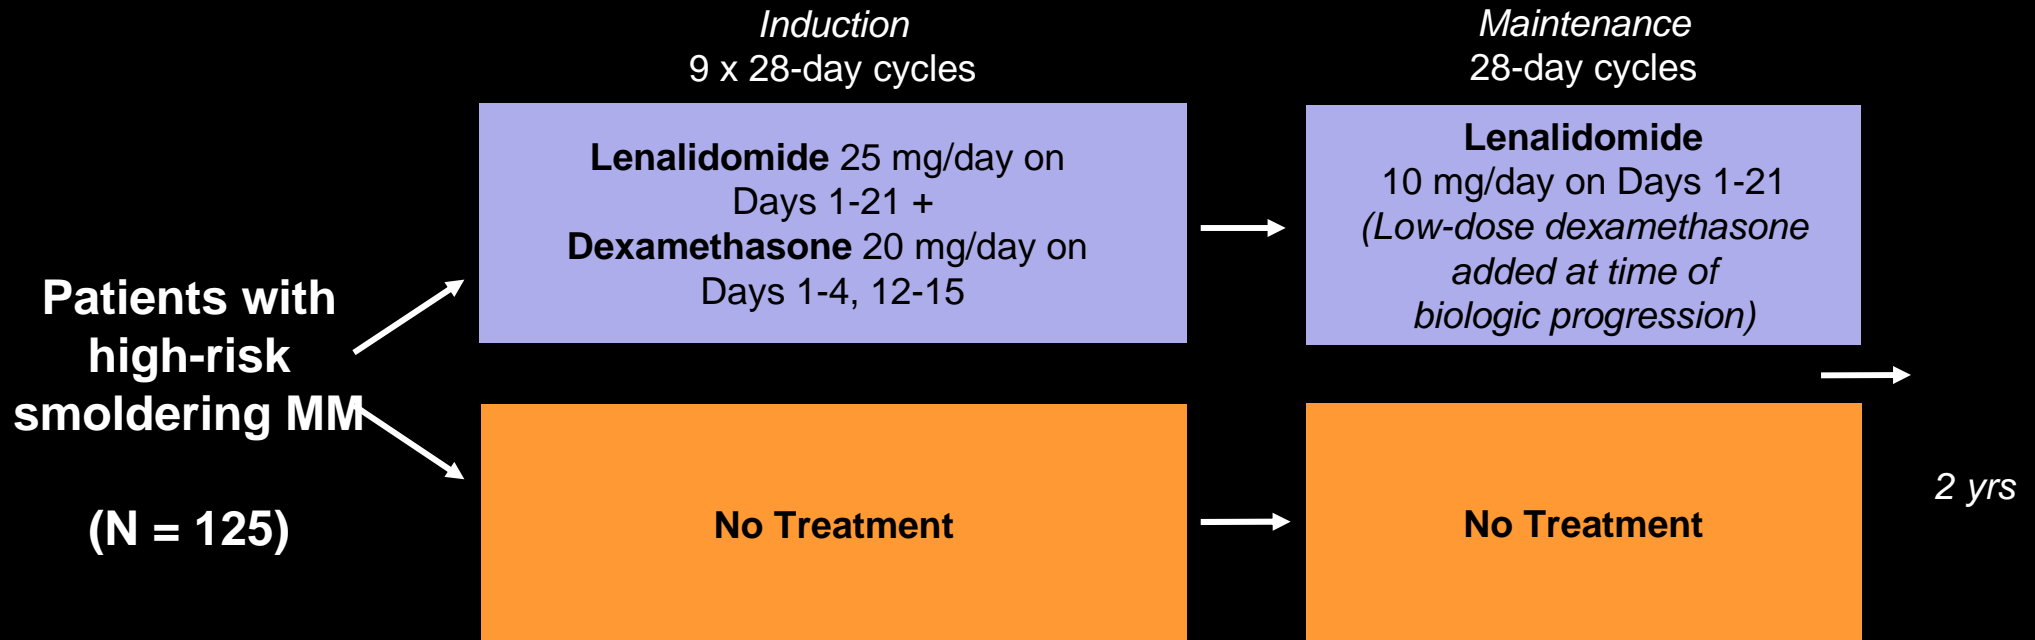 Induction
9 x 28-day cycles
Maintenance
28-day cycles
Patients with
high-risk
smoldering MM
(N = 125)
Lenalidomide 25 mg/day on
Days 1-21 +
Dexamethasone 20 mg/day on
Days 1-4, 12-15
Lenalidomide
10 mg/day on Days 1-21
(Low-dose dexamethasone
added at time of
biologic progression)
No Treatment
No Treatment
2 yrs